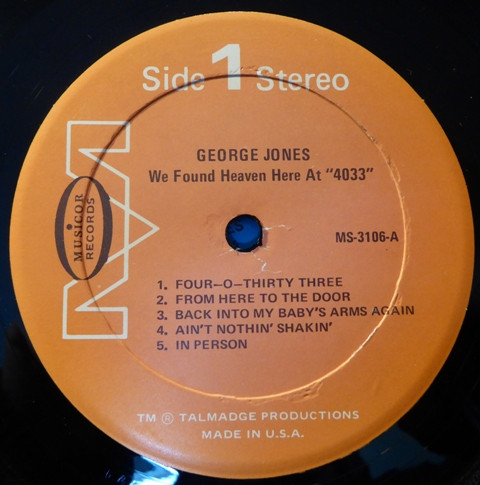 Side 1 Stereo
GEORGE JONES
We Found Heaven Here At "4033"
MUSICOR
RECORDS
MS-3106-A
1. FOUR—O—THIRTY THREE
2. FROM HERE TO THE DOOR
3. BACK INTO MY BABY'S ARMS AGAIN
4. AIN'T NOTHIN' SHAKIN'
5. IN PERSON
TM ® TALMADGE PRODUCTIONS
MADE IN U.S.A.